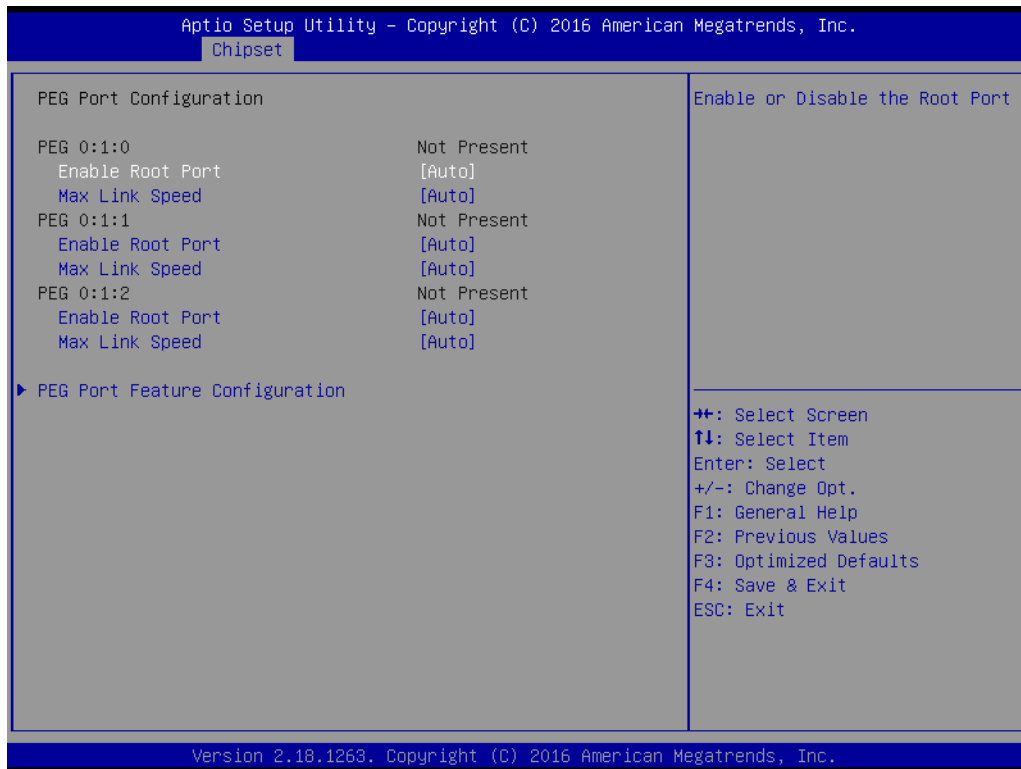 Aptio Setup Utility – Copyright (C) 2016 American Megatrends, Inc.
Chipset
PEG Port Configuration
PEG 0:1:0 Not Present
Enable Root Port [Auto]
Max Link Speed [Auto]
PEG 0:1:1 Not Present
Enable Root Port [Auto]
Max Link Speed [Auto]
PEG 0:1:2 Not Present
Enable Root Port [Auto]
Max Link Speed [Auto]
▶ PEG Port Feature Configuration
Enable or Disable the Root Port
→←: Select Screen
↑↓: Select Item
Enter: Select
+/-: Change Opt.
F1: General Help
F2: Previous Values
F3: Optimized Defaults
F4: Save & Exit
ESC: Exit
Version 2.18.1263. Copyright (C) 2016 American Megatrends, Inc.